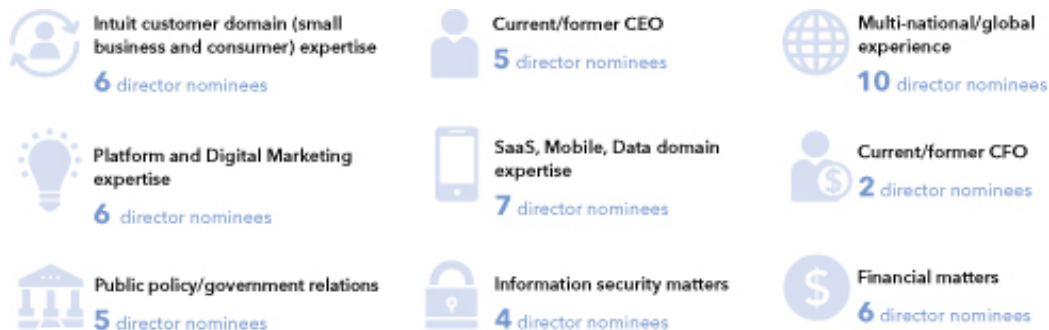 Intuit customer domain (small
business and consumer) expertise
6 director nominees
Current/former CEO
5 director nominees
Multi-national/global
experience
10 director nominees
Platform and Digital Marketing
expertise
6 director nominees
SaaS, Mobile, Data domain
expertise
7 director nominees
Current/former CFO
2 director nominees
$
Public policy/government relations
5 director nominees
Information security matters
4 director nominees
$
Financial matters
6 director nominees